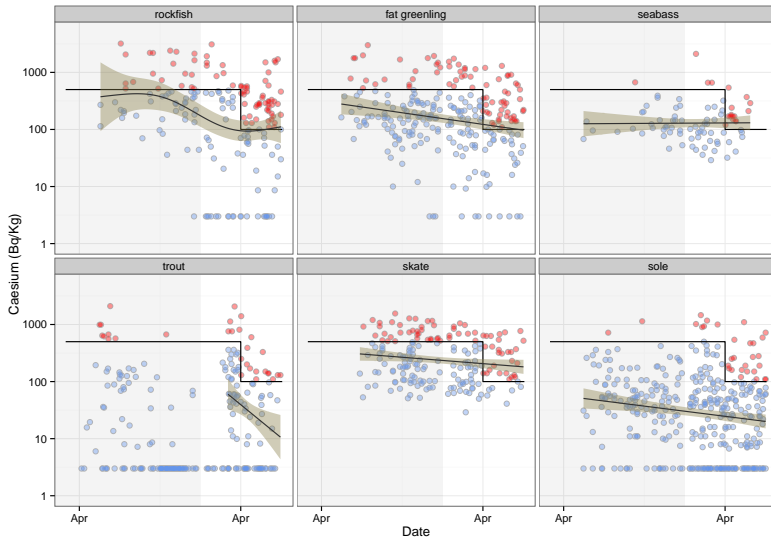 rockfish
fat greenling
seabass
1000
100
10
1
trout
skate
sole
1000
100
10
1
Caesium (Bq/Kg)
Apr
Apr
Apr
Apr
Apr
Apr
Date